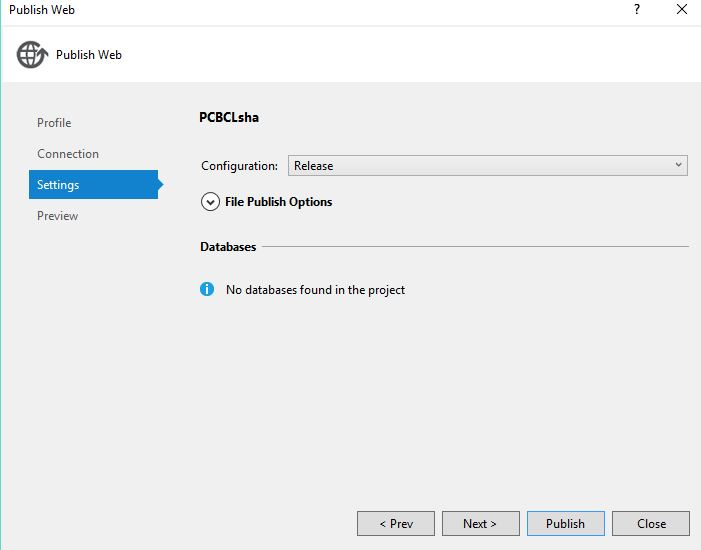 Publish Web
?
Publish Web
Profile
Connection
Settings
Preview
PCBCLsha
Configuration: Release
File Publish Options
Databases
No databases found in the project
< Prev Next > Publish Close